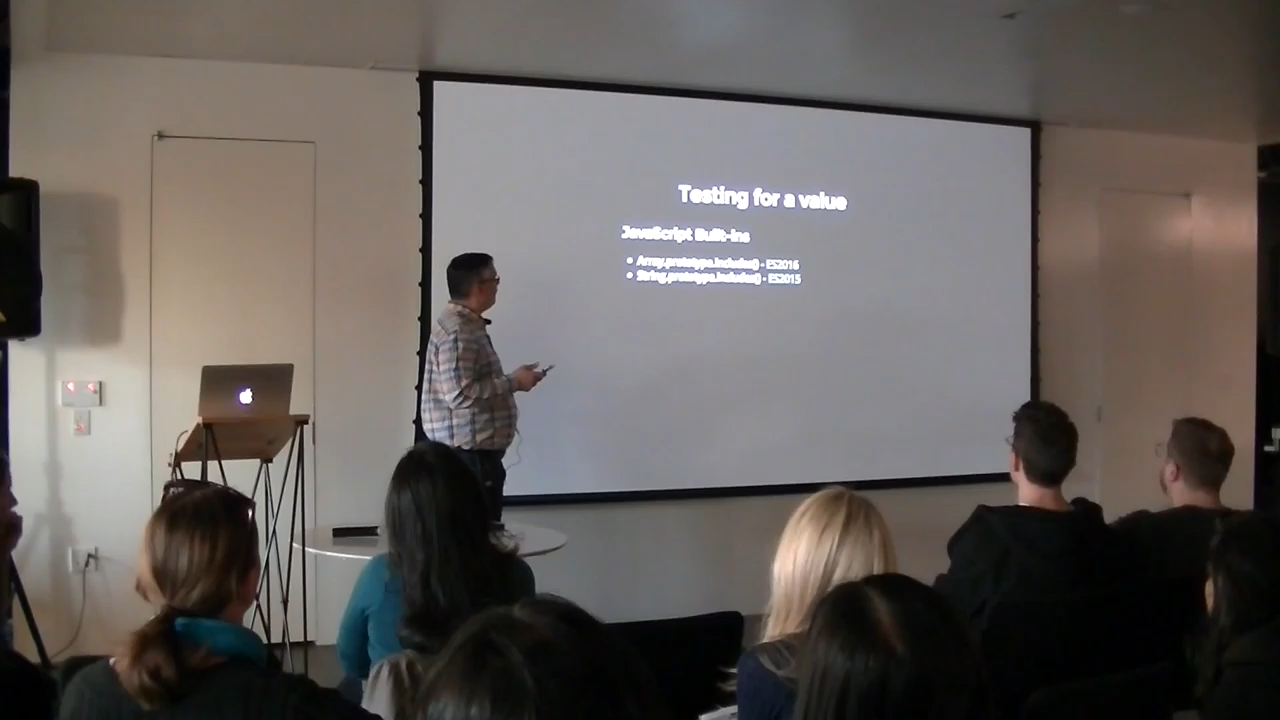 Testing for a value
JavaScript Built-ins
• Array.prototype.includes() - ES2016
• String.prototype.includes() - ES2015